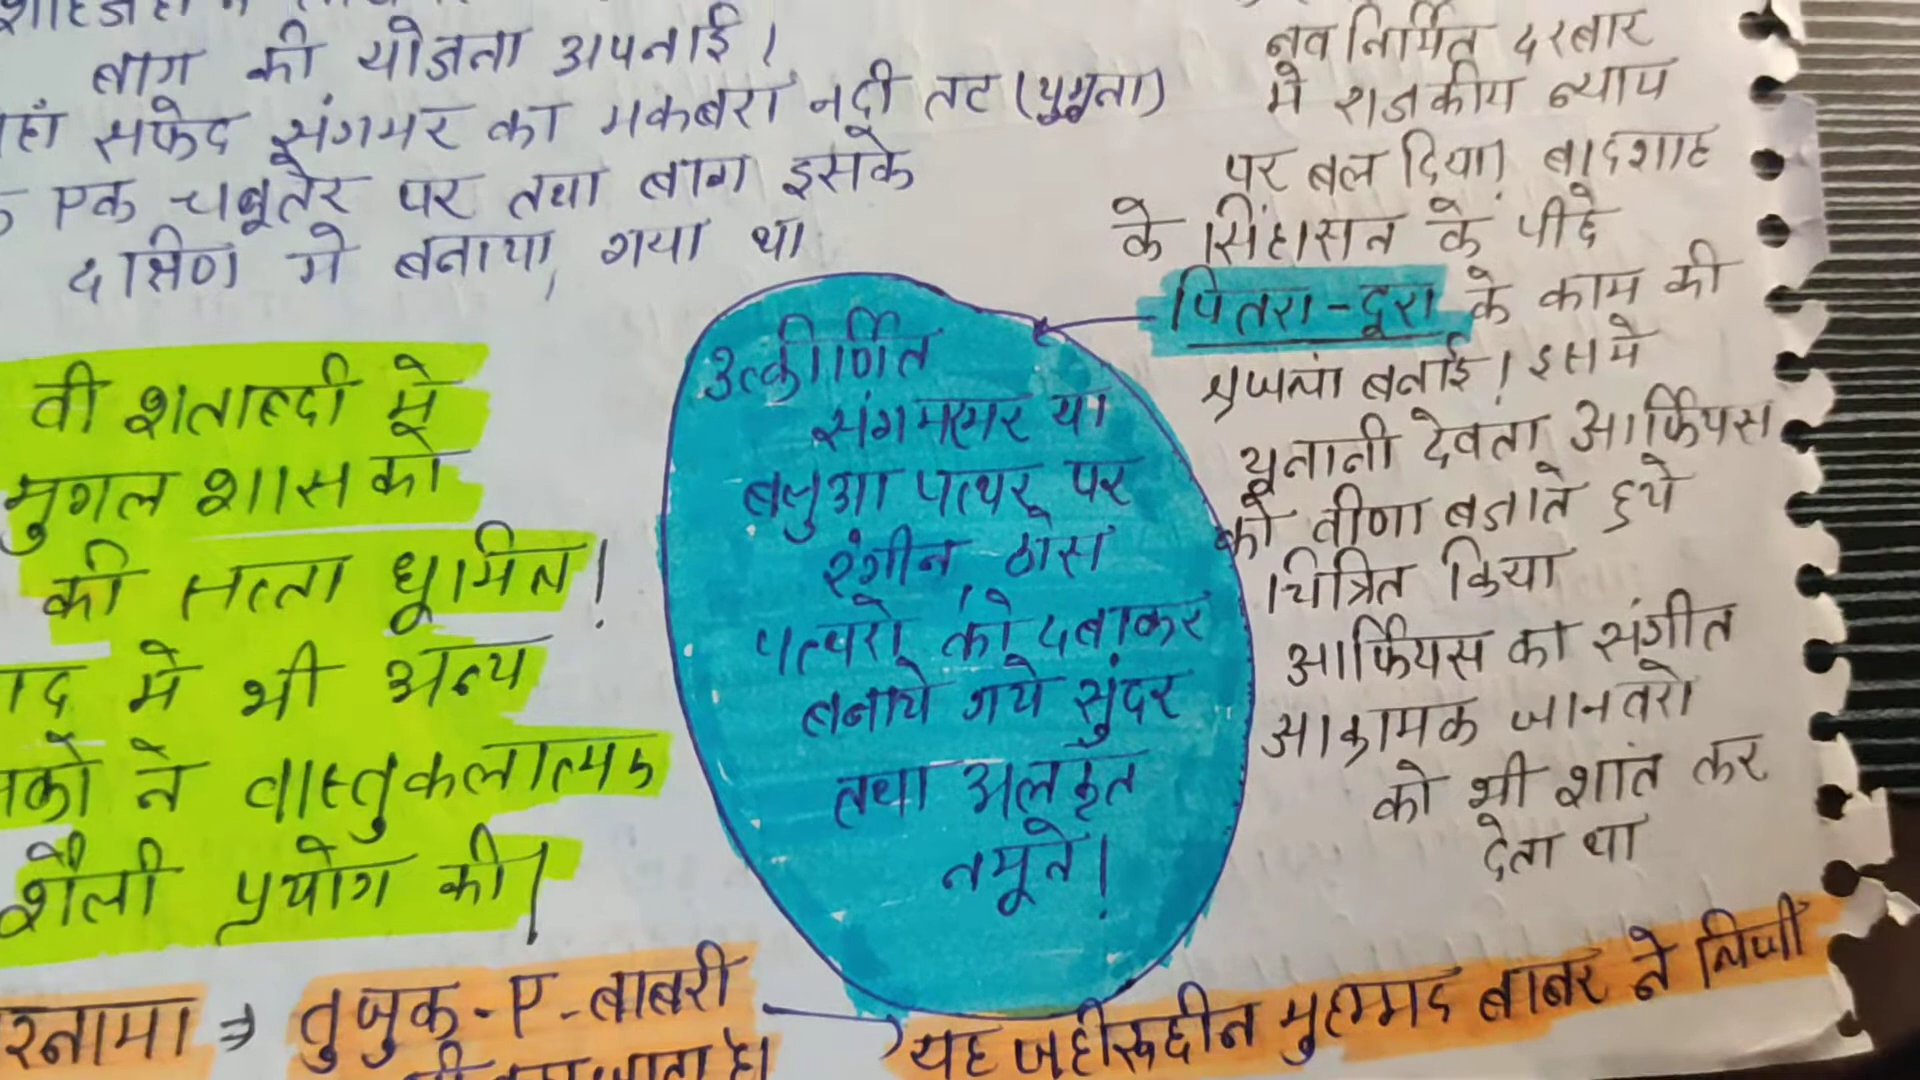 बाग की योजना अपनाई।
सफेद संगमर का मकबरा नदी तट (युमुना)
एक चबूतरे पर तथा बाग इसके
दक्षिण मे बनाया गया था
वी शताब्दी मे
मुगल शासको
की सत्ता धूमिल।
मे भी अन्य
ने वास्तुकलात्मक
शैली प्रयोग की।
उत्कीर्णित
संगमरमर या
बलुआ पत्थर पर
रंगीन, ठोस
पत्थरो को दबाकर
बनाये गये सुंदर
तथा अलंकृत
नमूने।
नव निर्मित दरबार
मे राजकीय न्याय
पर बल दिया। बादशाह
के सिंहासन के पीछे
पितरा-दूरा के काम की
बनाई। इसमे
यूनानी देवता आर्फियस
को वीणा बजाते हुये
चित्रित किया
आर्फियस का संगीत
आक्रामक जानवरो
को भी शांत कर
देता था
रनामा ⇒ तुजुक-ए-बाबरी
यह जहीरूद्दीन मुहम्मद बाबर ने लिखी